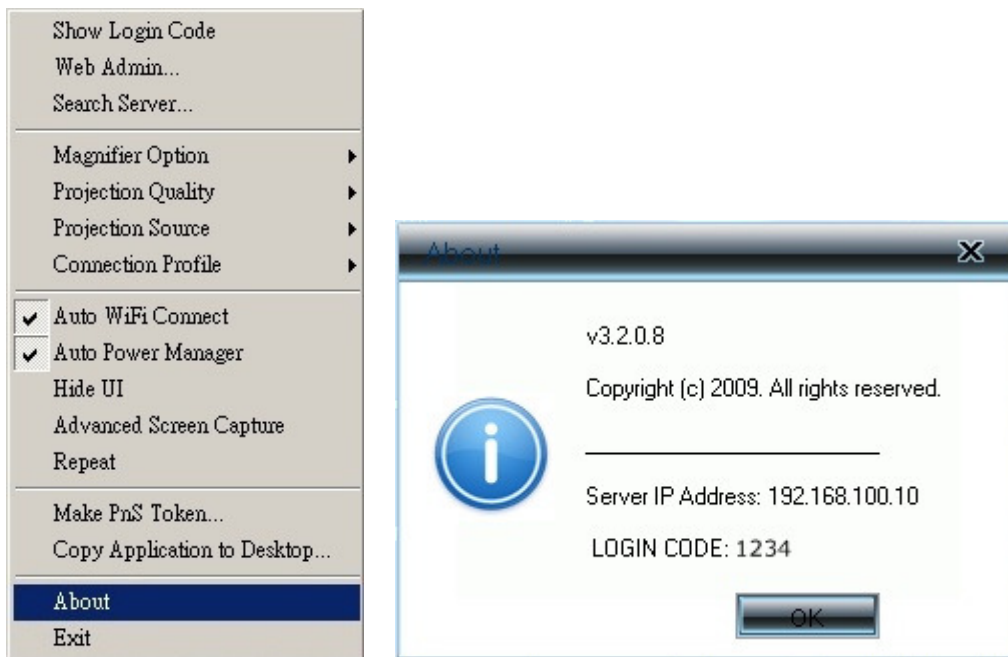 Show Login Code
Web Admin...
Search Server...
Magnifier Option
Projection Quality
Projection Source
Connection Profile
Auto WiFi Connect
Auto Power Manager
Hide UI
Advanced Screen Capture
Repeat
Make PnS Token...
Copy Application to Desktop...
About
Exit
About
v3.2.0.8
Copyright (c) 2009. All rights reserved.
Server IP Address: 192.168.100.10
LOGIN CODE: 1234
OK